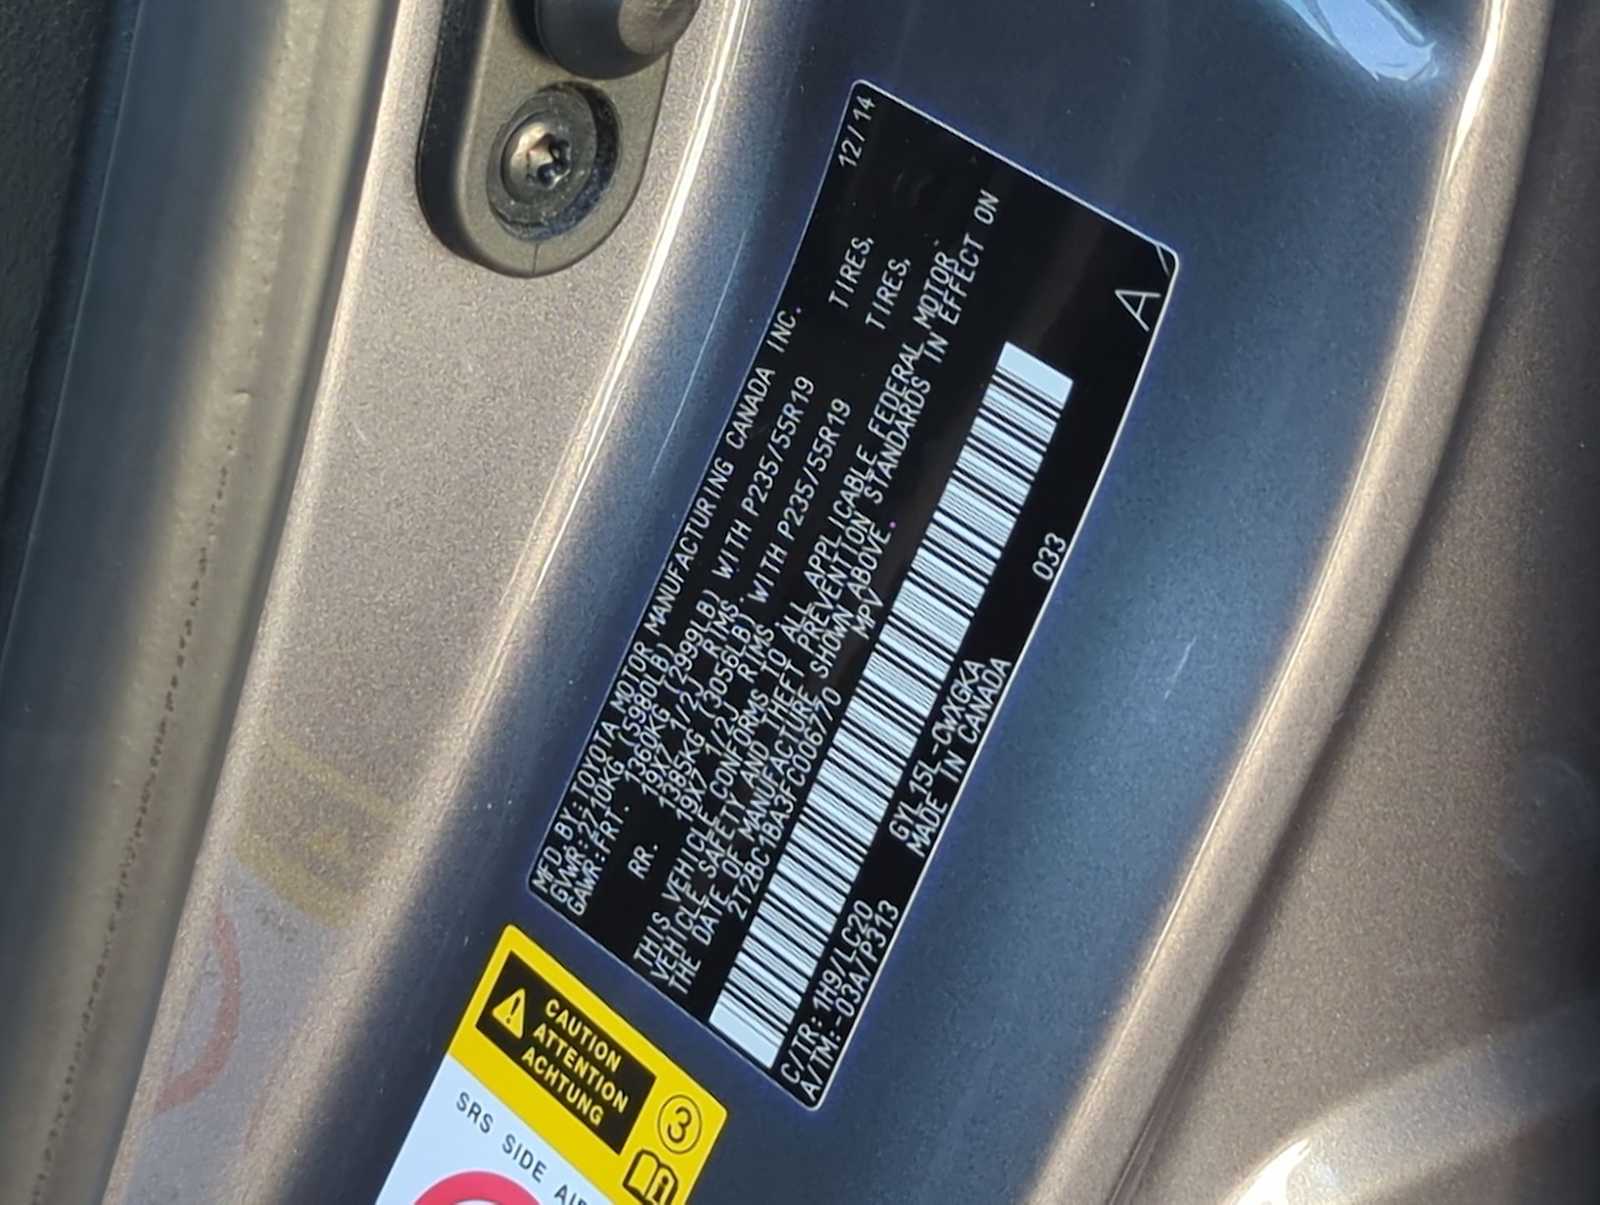 MFD. BY: TOYOTA MOTOR MANUFACTURING CANADA INC. 12/14
GVWR: 2710KG (5980LB)
GAWR: FRT. 1360KG (2999LB) WITH P235/55R19 TIRES,
19X7 1/2J RIMS.
RR. 1385KG (3056LB) WITH P235/55R19 TIRES,
19X7 1/2J RIMS.
THIS VEHICLE CONFORMS TO ALL APPLICABLE FEDERAL MOTOR
VEHICLE SAFETY AND THEFT PREVENTION STANDARDS IN EFFECT ON
THE DATE OF MANUFACTURE SHOWN ABOVE.
2T2BC1BA3FC006770 MPV
033
C/TR: 1H9/LC20 GYL15L-CWXGKA
A/TM:-03A/P313 MADE IN CANADA
A
CAUTION
ATTENTION
ACHTUNG
3
SRS SIDE AIR